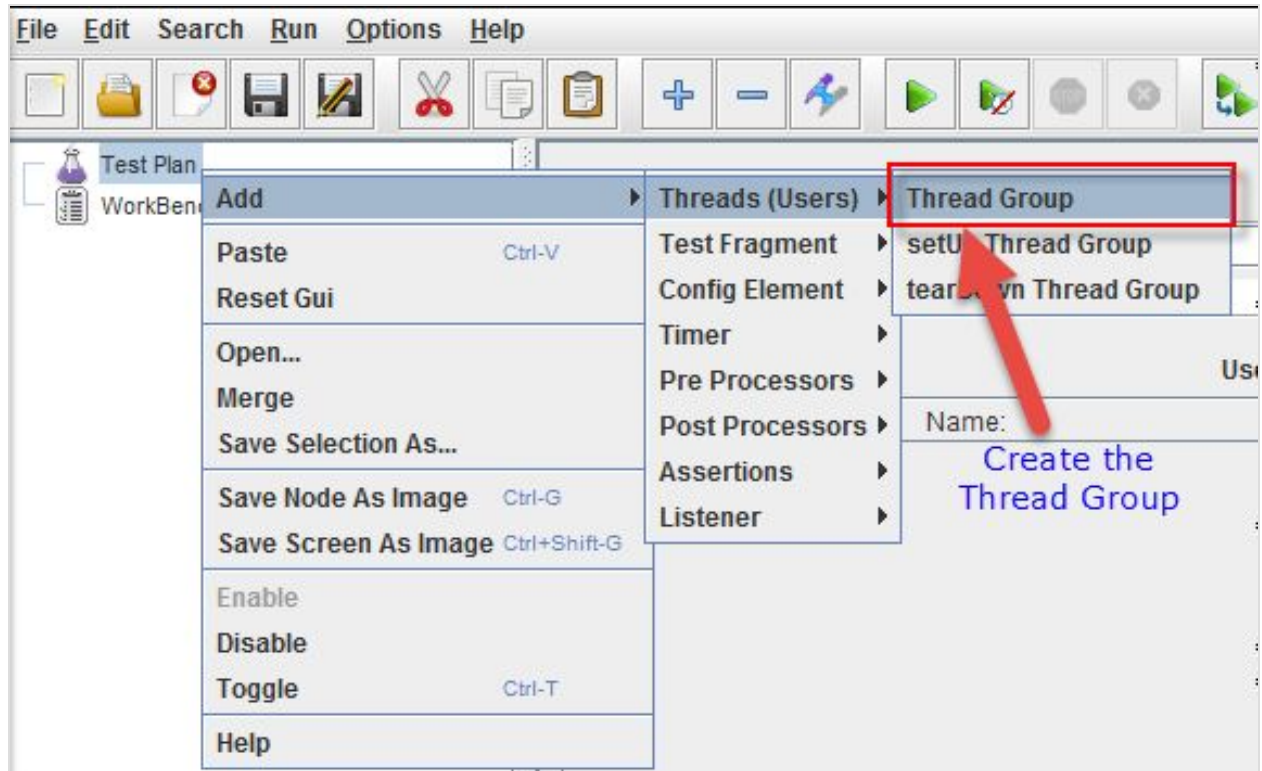 File Edit Search Run Options Help
Test Plan
WorkBen
Add
Paste Ctrl-V
Reset Gui
Open...
Merge
Save Selection As...
Save Node As Image Ctrl-G
Save Screen As Image Ctrl+Shift-G
Enable
Disable
Toggle Ctrl-T
Help
Threads (Users)
Test Fragment
Config Element
Timer
Pre Processors
Post Processors
Assertions
Listener
Thread Group
setU Thread Group
tear wn Thread Group
Use
Name:
Create the
Thread Group